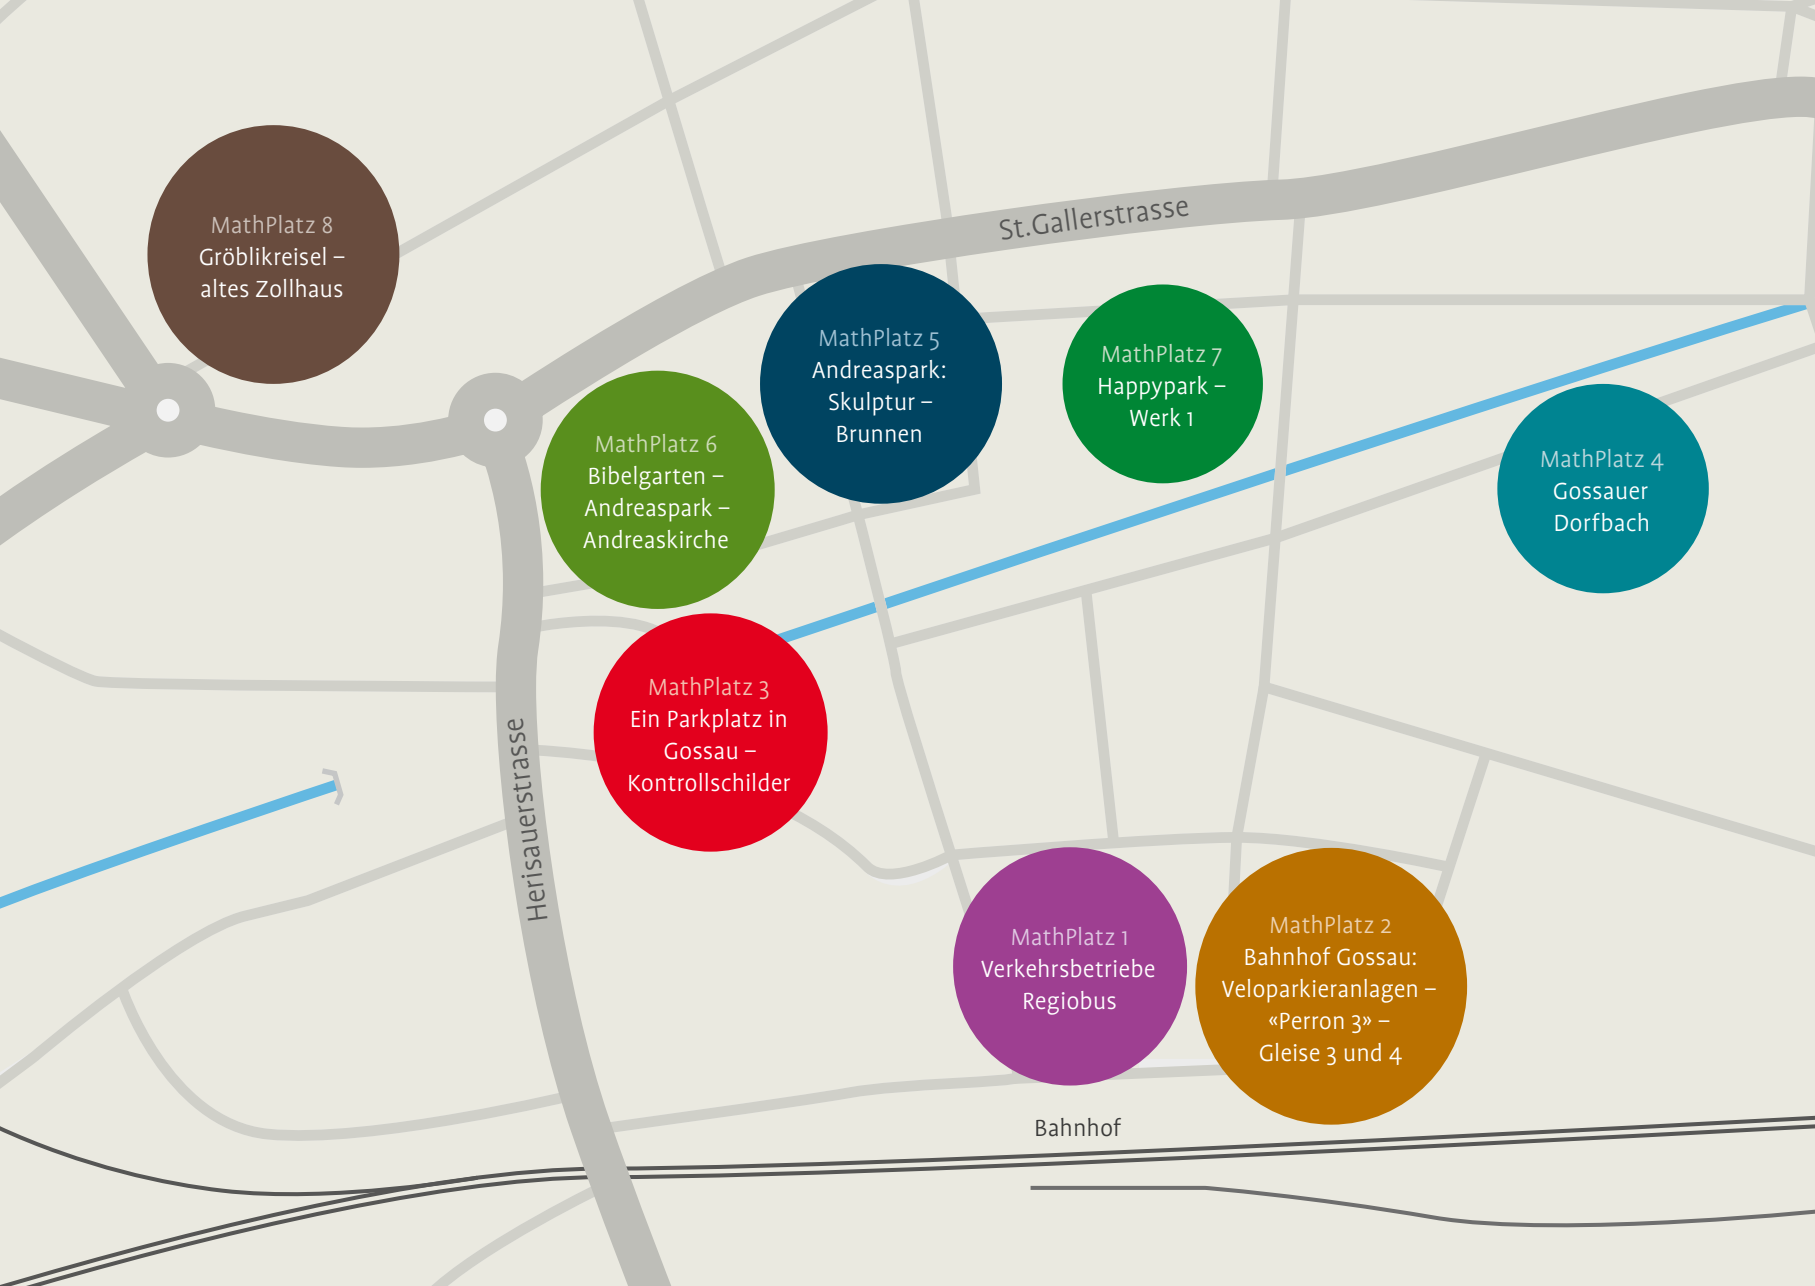 St.Gallerstrasse
MathPlatz 8
Gröblikreisel –
altes Zollhaus
MathPlatz 5
Andreaspark:
Skulptur –
Brunnen
MathPlatz 7
Happypark –
Werk 1
MathPlatz 6
Bibelgarten –
Andreaspark –
Andreaskirche
MathPlatz 4
Gossauer
Dorfbach
MathPlatz 3
Ein Parkplatz in
Gossau –
Kontrollschilder
Herisauerstrasse
MathPlatz 1
Verkehrsbetriebe
Regiobus
MathPlatz 2
Bahnhof Gossau:
Veloparkieranlagen –
«Perron 3» –
Gleise 3 und 4
Bahnhof